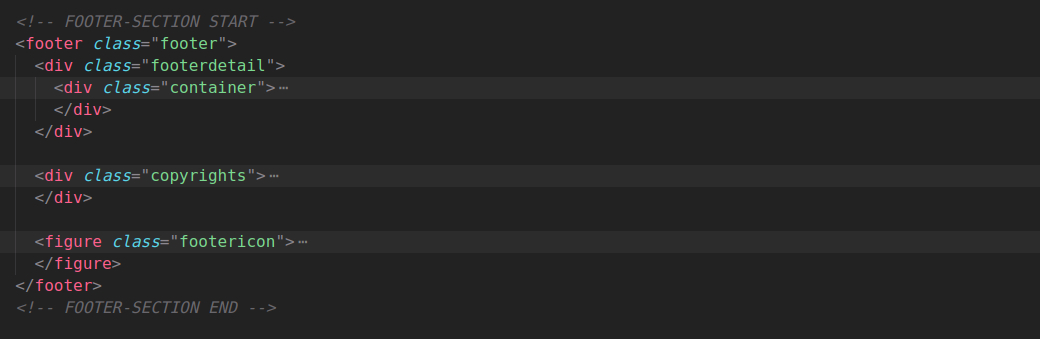 <!-- FOOTER-SECTION START -->
<footer class="footer">
<div class="footerdetail">
<div class="container">⋯
</div>
</div>
<div class="copyrights">⋯
</div>
<figure class="footericon">⋯
</figure>
</footer>
<!-- FOOTER-SECTION END -->